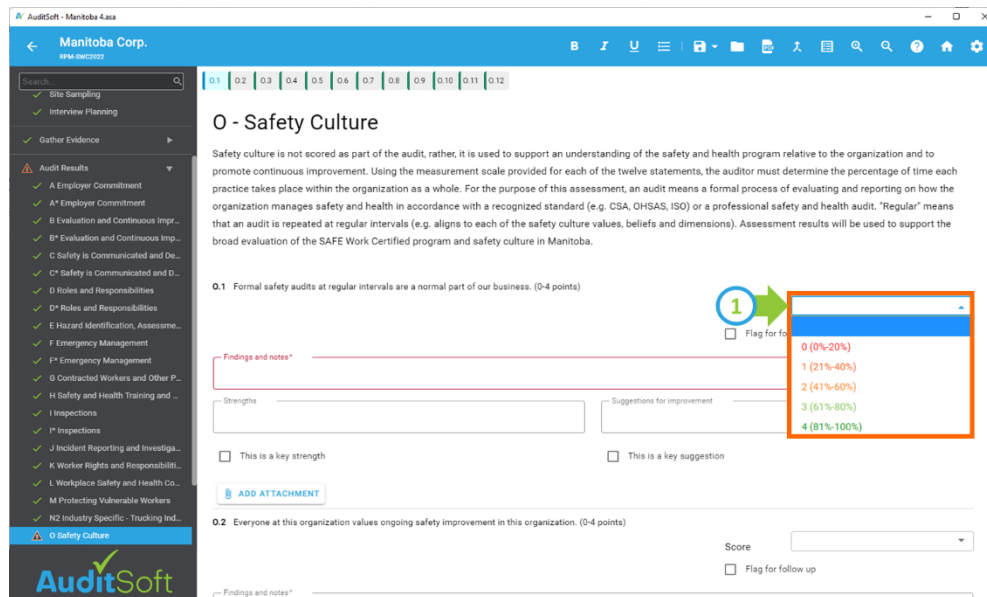 AuditSoft - Manitoba 4.asa
Manitoba Corp.
RPM-SWC2022
B I U
Search...
Site Sampling
Interview Planning
Gather Evidence
Audit Results
A Employer Commitment
A* Employer Commitment
B Evaluation and Continuous Impr...
B* Evaluation and Continuous Imp...
C Safety is Communicated and De...
C* Safety is Communicated and D...
D Roles and Responsibilities
D* Roles and Responsibilities
E Hazard Identification, Assessme...
F Emergency Management
F* Emergency Management
G Contracted Workers and Other P...
H Safety and Health Training and ...
I Inspections
I* Inspections
J Incident Reporting and Investiga...
K Worker Rights and Responsibiliti...
L Workplace Safety and Health Co...
M Protecting Vulnerable Workers
N2 Industry Specific - Trucking Ind...
O Safety Culture
AuditSoft
0.1 0.2 0.3 0.4 0.5 0.6 0.7 0.8 0.9 0.10 0.11 0.12
O - Safety Culture
Safety culture is not scored as part of the audit, rather, it is used to support an understanding of the safety and health program relative to the organization and to
promote continuous improvement. Using the measurement scale provided for each of the twelve statements, the auditor must determine the percentage of time each
practice takes place within the organization as a whole. For the purpose of this assessment, an audit means a formal process of evaluating and reporting on how the
organization manages safety and health in accordance with a recognized standard (e.g. CSA, OHSAS, ISO) or a professional safety and health audit. "Regular" means
that an audit is repeated at regular intervals (e.g. aligns to each of the safety culture values, beliefs and dimensions). Assessment results will be used to support the
broad evaluation of the SAFE Work Certified program and safety culture in Manitoba.
0.1 Formal safety audits at regular intervals are a normal part of our business. (0-4 points)
1
Flag for fo
0 (0%-20%)
1 (21%-40%)
2 (41%-60%)
3 (61%-80%)
4 (81%-100%)
Findings and notes*
Strengths
Suggestions for improvement
This is a key strength
This is a key suggestion
ADD ATTACHMENT
0.2 Everyone at this organization values ongoing safety improvement in this organization. (0-4 points)
Score
Flag for follow up
Findings and notes*